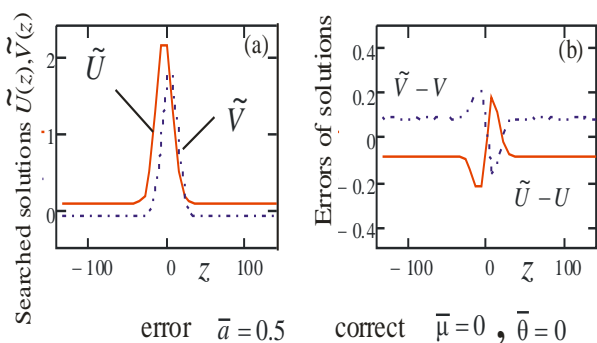 Searched solutions Ũ(z),Ṽ(z)
(a)
2
1
0
Ũ
Ṽ
– 100
0
z
100
Errors of solutions
(b)
0.4
0.20
0
– 0.2
– 0.4
Ṽ – V
Ũ – U
– 100
0
z
100
error a̅ = 0.5 correct μ̅ = 0 , θ̅ = 0